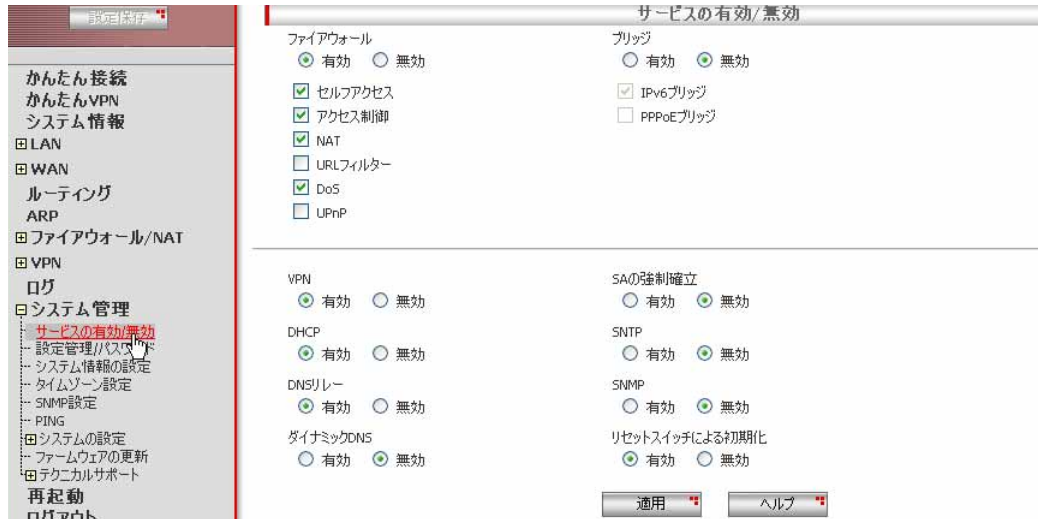 設定保存
かんたん接続
かんたんVPN
システム情報
LAN
WAN
ルーティング
ARP
ファイアウォール/NAT
VPN
ログ
システム管理
サービスの有効/無効
設定管理/パスワード
システム情報の設定
タイムゾーン設定
SNMP設定
PING
システムの設定
ファームウェアの更新
テクニカルサポート
再起動
ログアウト
サービスの有効/無効
ファイアウォール
有効 無効
セルフアクセス
アクセス制御
NAT
URLフィルター
DoS
UPnP
ブリッジ
有効 無効
IPv6ブリッジ
PPPoEブリッジ
VPN
有効 無効
SAの強制確立
有効 無効
DHCP
有効 無効
SNTP
有効 無効
DNSリレー
有効 無効
SNMP
有効 無効
ダイナミックDNS
有効 無効
リセットスイッチによる初期化
有効 無効
適用
ヘルプ